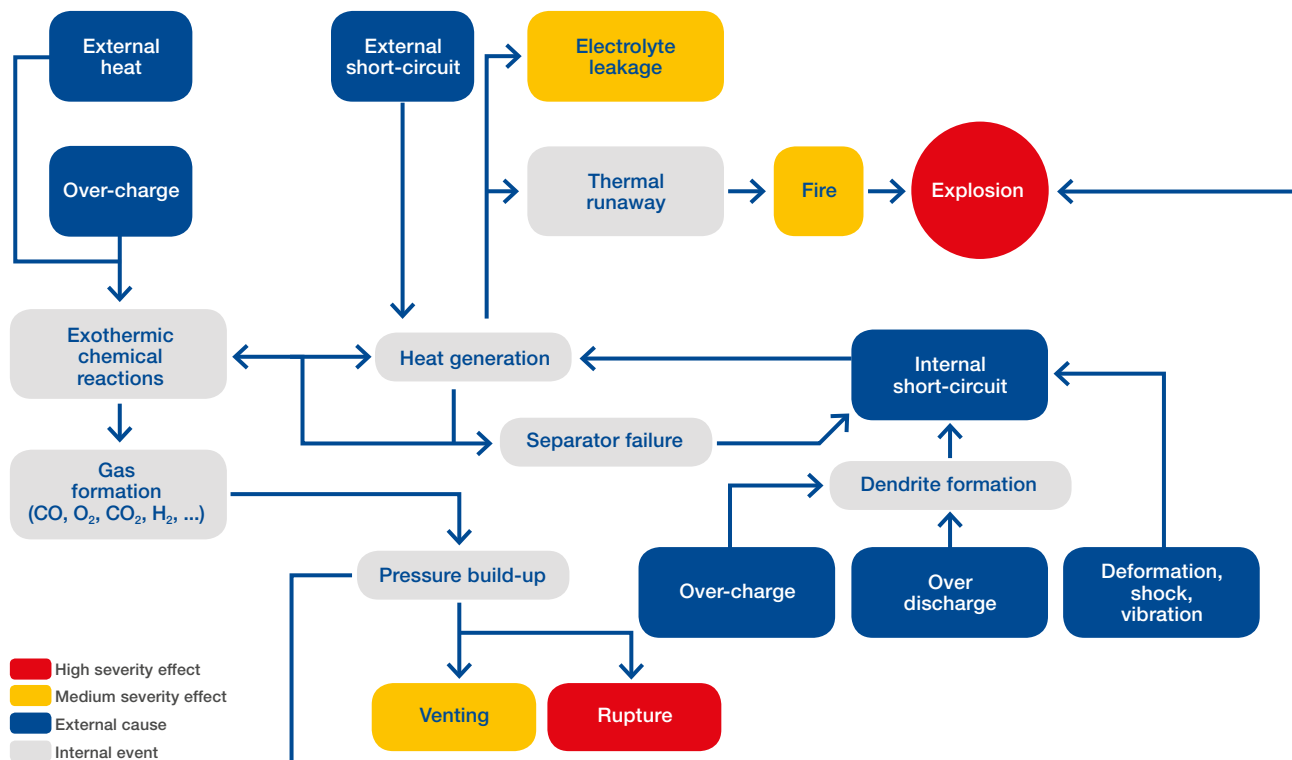 External
heat
External
short-circuit
Electrolyte
leakage
Over-charge
Thermal
runaway
Fire
Explosion
Exothermic
chemical
reactions
Heat generation
Internal
short-circuit
Separator failure
Gas
formation
(CO, O₂, CO₂, H₂, ...)
Dendrite formation
Pressure build-up
Over-charge
Over
discharge
Deformation,
shock,
vibration
Venting
Rupture
High severity effect
Medium severity effect
External cause
Internal event